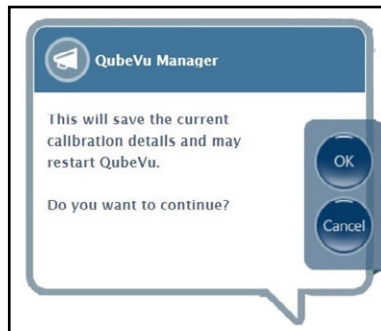 QubeVu Manager
This will save the current
calibration details and may
restart QubeVu.
Do you want to continue?
OK
Cancel